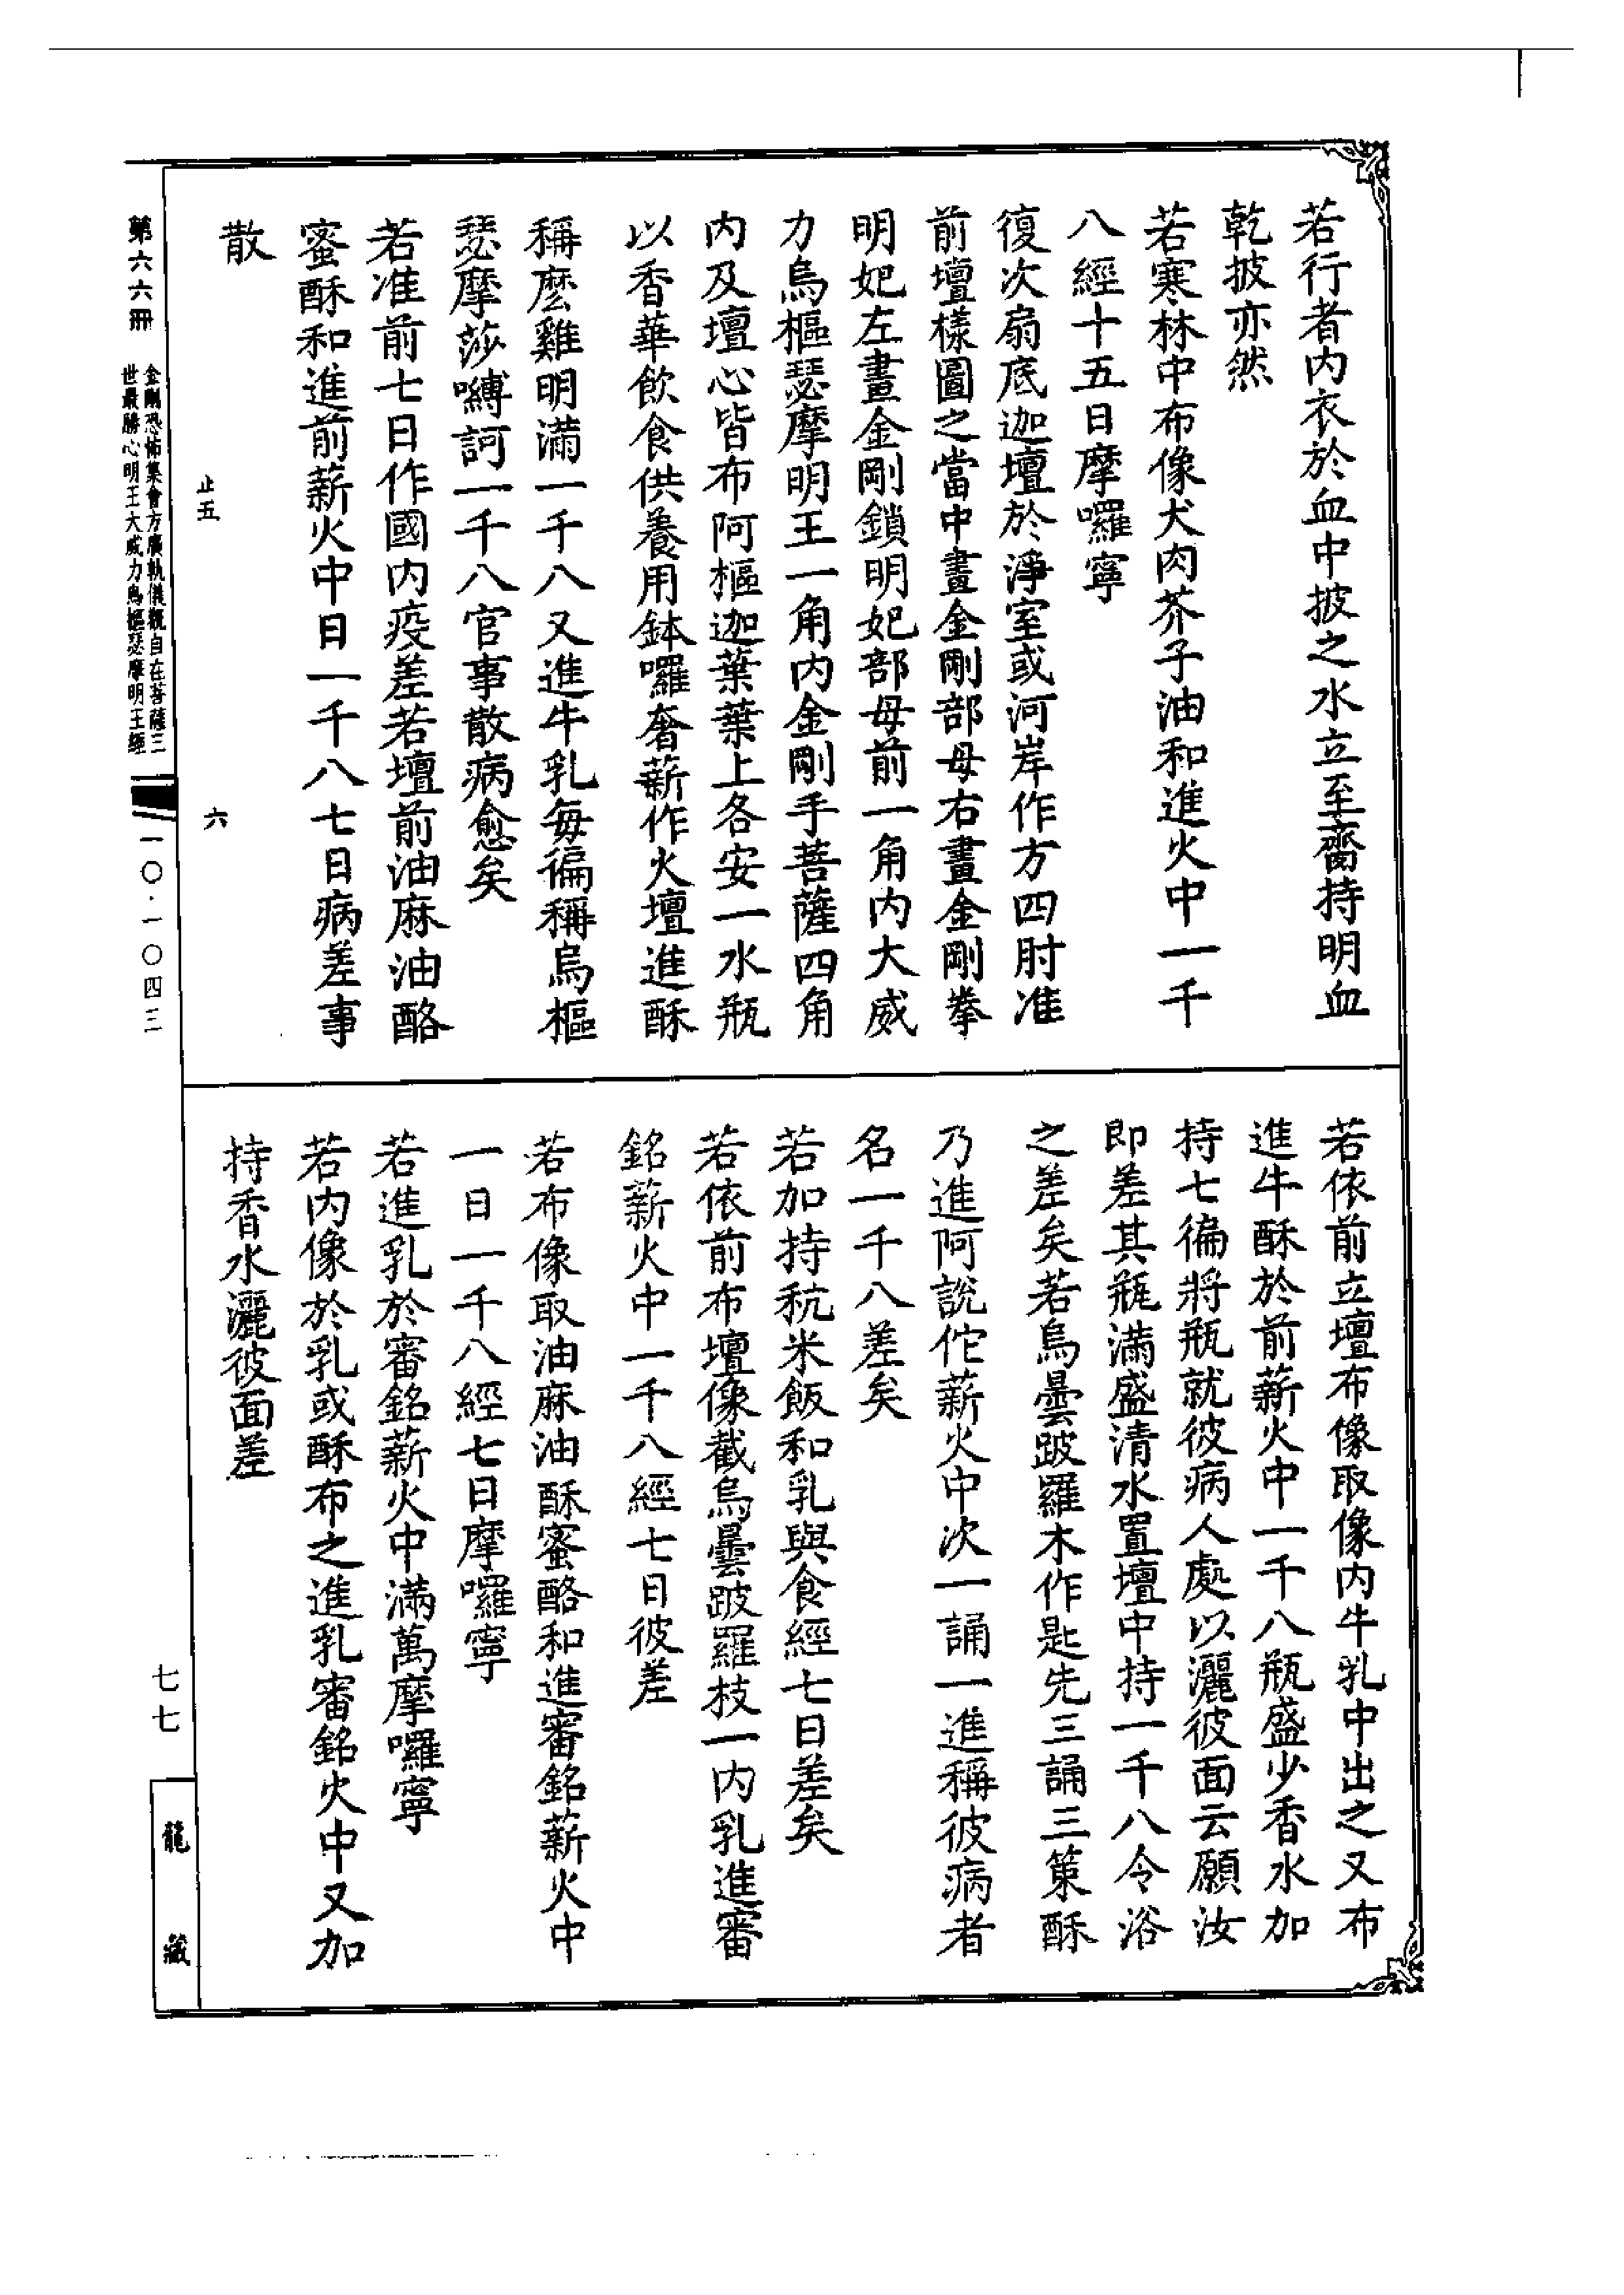 若行者內衣於血中披之水立至齋持明血
乾披亦然
若寒林中布像犬肉芥子油和進火中一千
八經十五日摩囉寧
復次扇底迦壇於淨室或河岸作方四肘准
前壇樣圖之當中畫金剛部母右畫金剛拳
明妃左畫金剛鎖明妃部母前一角內大威
力烏樞瑟摩明王一角內金剛手菩薩四角
內及壇心皆布阿樞迦葉葉上各安一水瓶
以香華飲食供養用鉢囉奢薪作火壇進酥
稱麼雞明滿一千八又進牛乳每徧稱烏樞
瑟摩莎嚩訶一千八官事散病愈矣
若准前七日作國內疫差若壇前油麻油酪
蜜酥和進前薪火中日一千八七日病差事
散
若依前立壇布像取像內牛乳中出之又布
進牛酥於前薪火中一千八瓶盛少香水加
持七徧將瓶就彼病人處以灑彼面云願汝
即差其瓶滿盛清水置壇中持一千八令浴
之差矣若烏曇跛羅木作匙先三誦三策酥
乃進阿說佗薪火中次一誦一進稱彼病者
名一千八差矣
若加持秔米飯和乳與食經七日差矣
若依前布壇像截烏曇跛羅枝一內乳進審
銘薪火中一千八經七日彼差
若布像取油麻油酥蜜酪和進審銘薪火中
一日一千八經七日摩囉寧
若進乳於審銘薪火中滿萬摩囉寧
若內像於乳或酥布之進乳審銘火中又加
持香水灑彼面差
止五
六
第六六冊
金剛恐怖集會方廣軌儀觀自在菩薩三
世最勝心明王大威力烏樞瑟摩明王經
一〇·一〇四三
七七
龍藏